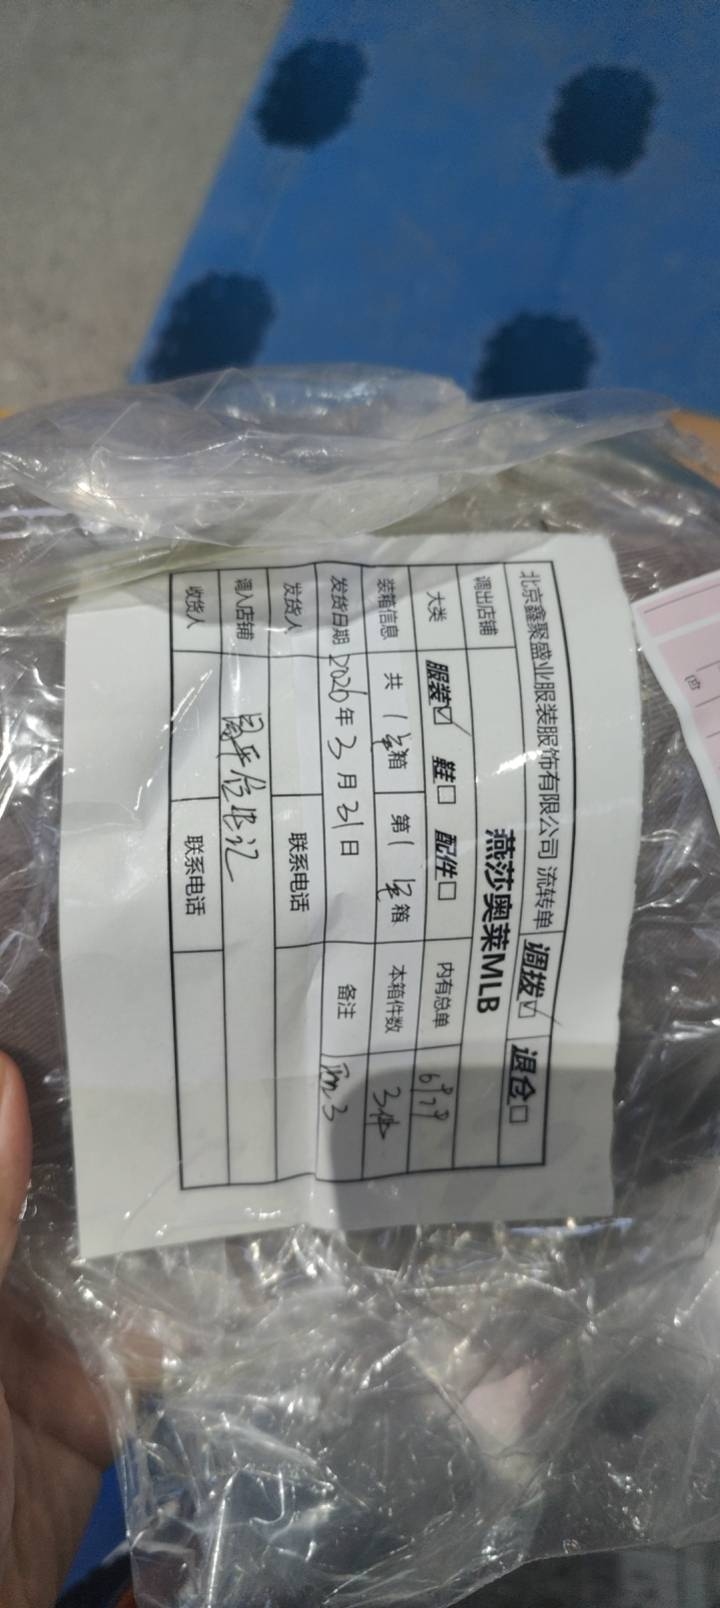 北京鑫聚盛业服装服饰有限公司 流转单 调拨☑ 退仓☐
调出店铺 燕莎奥莱MLB
大类 服装☑ 鞋☐ 配件☐ 内有总单
装箱信息 共 1 箱 第 1 箱 本箱件数 3件
发货日期 2026年3月31日 备注
发货人 联系电话
调入店铺
收货人 联系电话